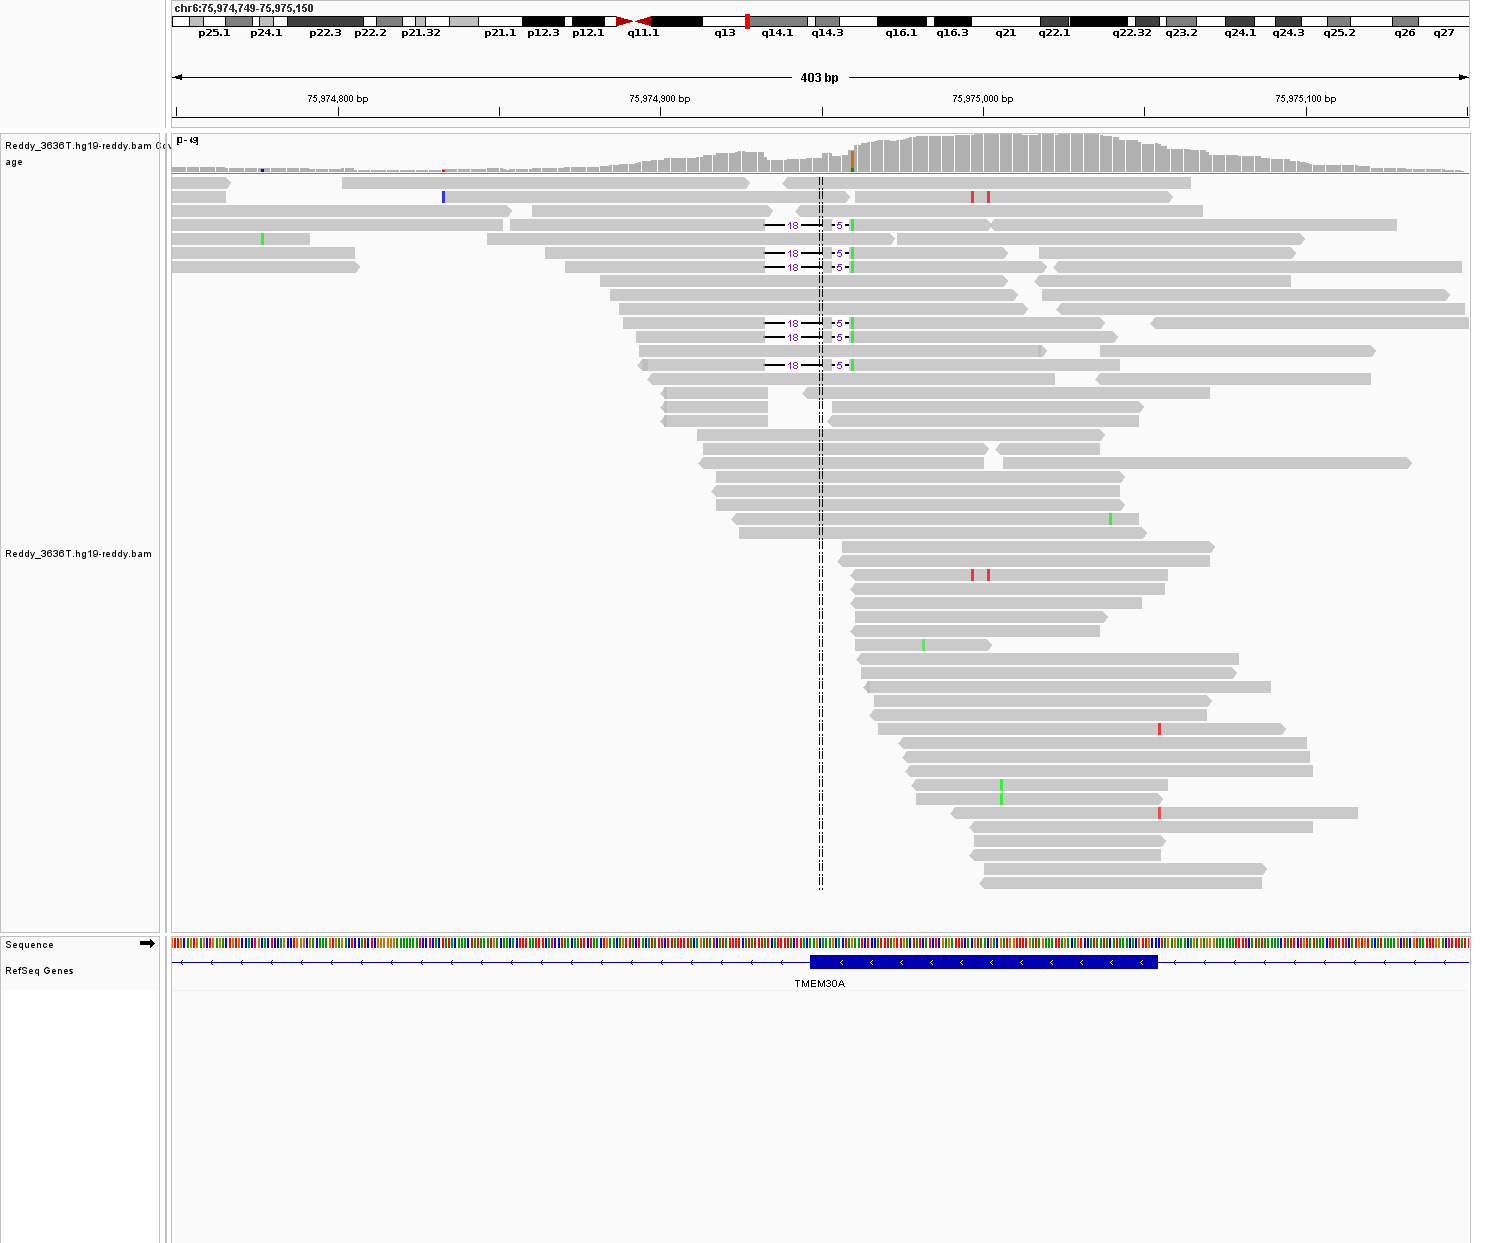 chr6:75,974,749-75,975,150
p25.1 p24.1 p22.3 p22.2 p21.32 p21.1 p12.3 p12.1 q11.1 q13 q14.1 q14.3 q16.1 q16.3 q21 q22.1 q22.32 q23.2 q24.1 q24.3 q25.2 q26 q27
403 bp
75,974,800 bp 75,974,900 bp 75,975,000 bp 75,975,100 bp
Reddy_3636T.hg19-reddy.bam Cov
age
18 5
18 5
18 5
18 5
18 5
18 5
Reddy_3636T.hg19-reddy.bam
Sequence
RefSeq Genes
TMEM30A